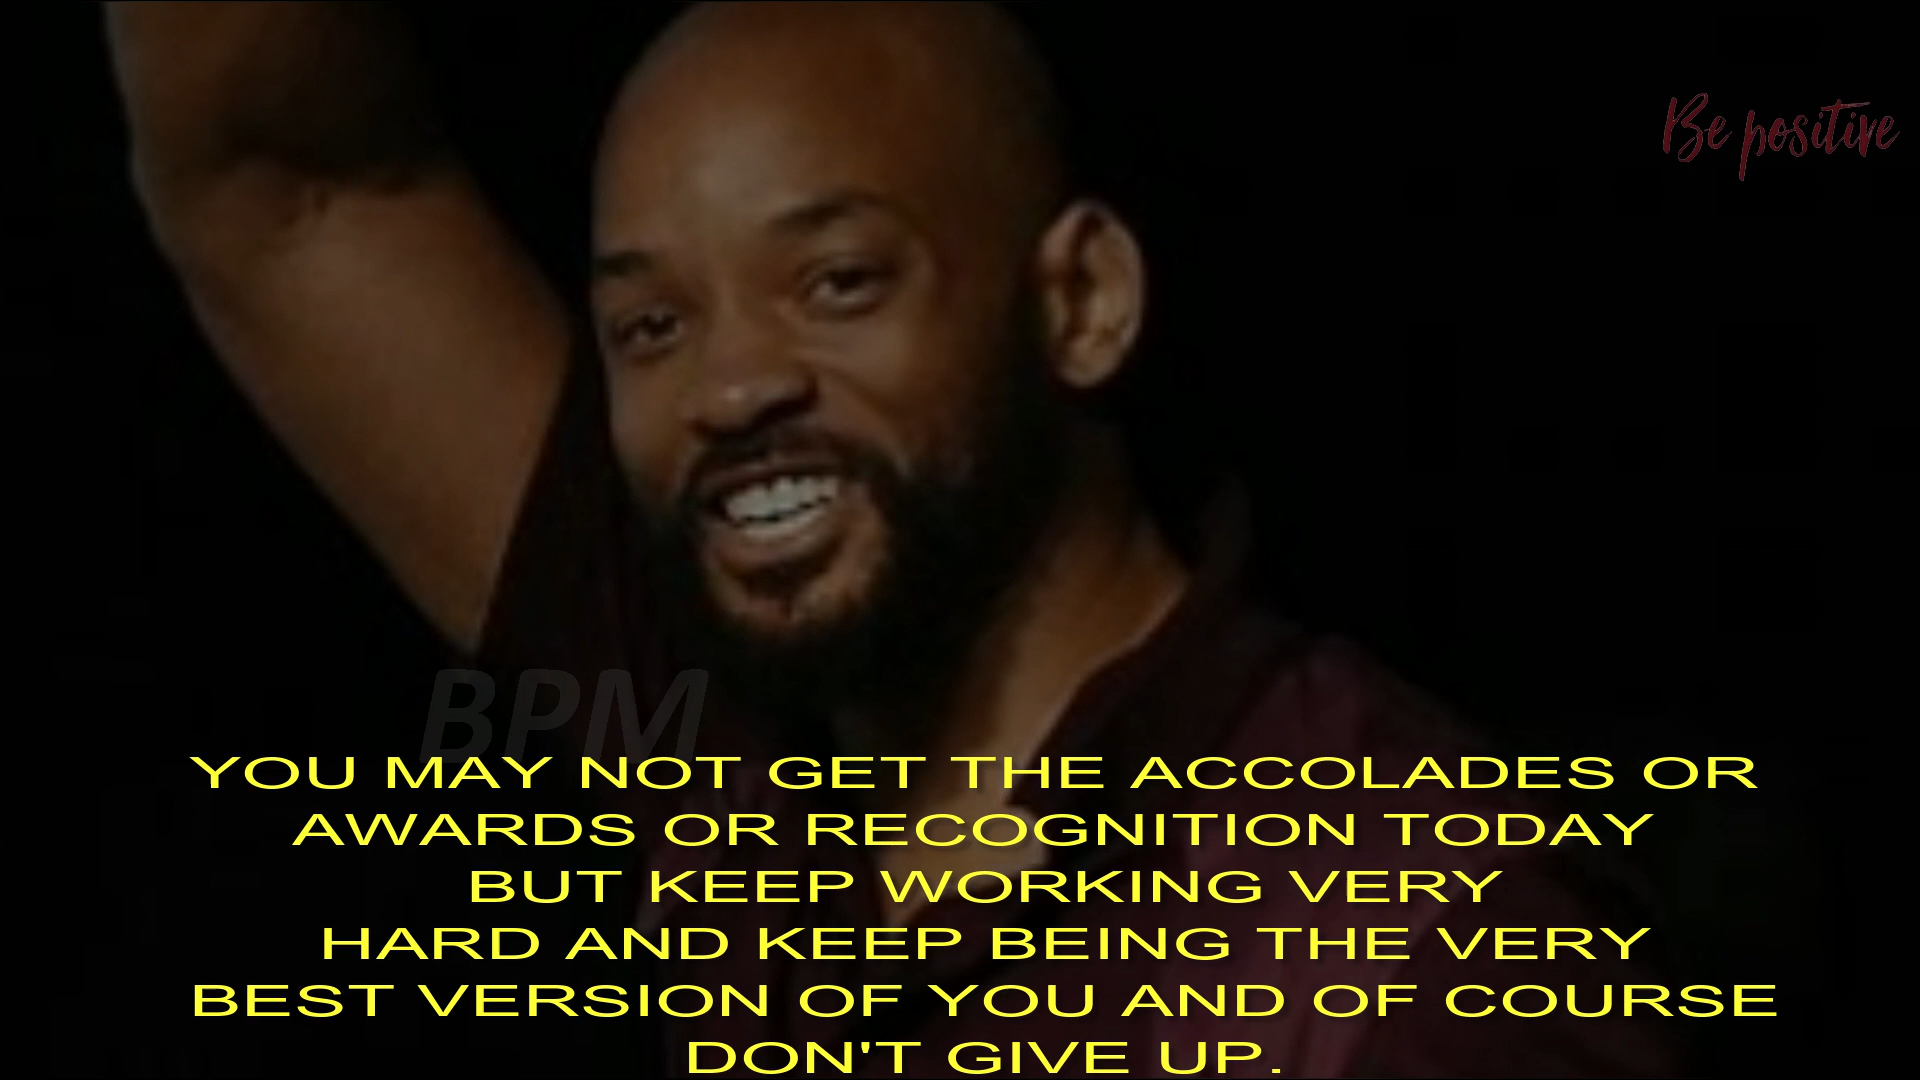 Be positive
BPM
YOU MAY NOT GET THE ACCOLADES OR
AWARDS OR RECOGNITION TODAY
BUT KEEP WORKING VERY
HARD AND KEEP BEING THE VERY
BEST VERSION OF YOU AND OF COURSE
DON'T GIVE UP.